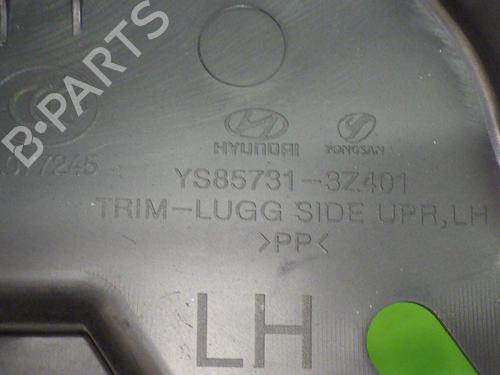 B·PARTS
HYUNDAI YONGSAN
YS85731-3Z401
TRIM-LUGG SIDE UPR,LH
>PP<
LH